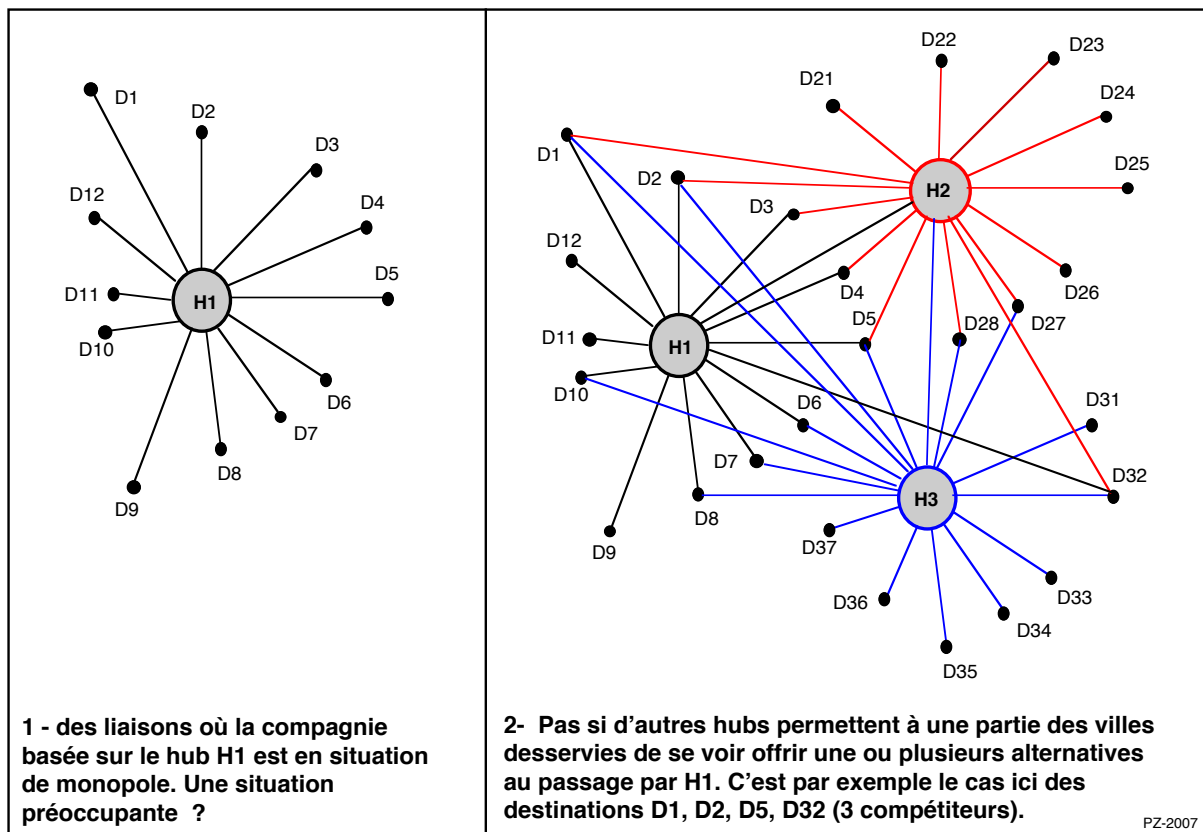 D1
D2
D3
D12
D4
D5
D11
H1
D10
D6
D7
D8
D9
1 - des liaisons où la compagnie
basée sur le hub H1 est en situation
de monopole. Une situation
préoccupante ?
D22
D23
D21
D24
D1
D25
D2
H2
D3
D12
D26
D4
D27
D28
D5
D11
H1
D10
D6
D31
D7
D32
D8
H3
D9
D37
D33
D36
D34
D35
2- Pas si d'autres hubs permettent à une partie des villes
desservies de se voir offrir une ou plusieurs alternatives
au passage par H1. C'est par exemple le cas ici des
destinations D1, D2, D5, D32 (3 compétiteurs).
PZ-2007